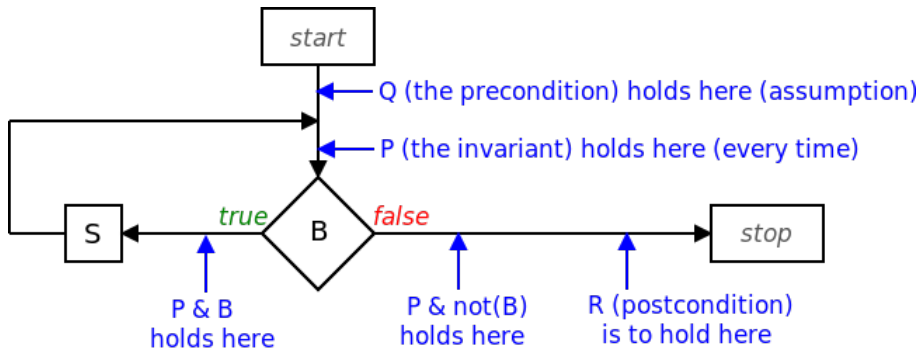 start
Q (the precondition) holds here (assumption)
P (the invariant) holds here (every time)
true
false
S
B
stop
P & B
holds here
P & not(B)
holds here
R (postcondition)
is to hold here